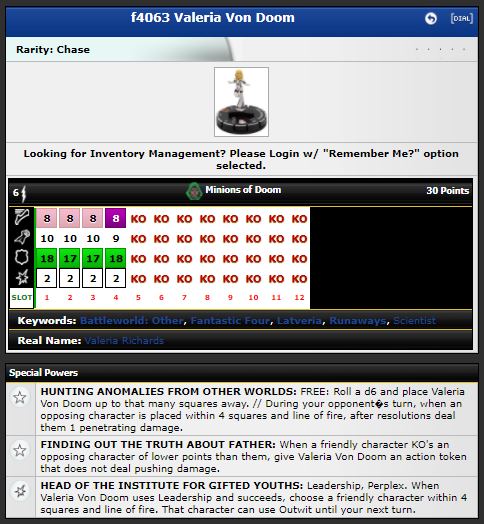 f4063 Valeria Von Doom
[DIAL]
Rarity: Chase
Looking for Inventory Management? Please Login w/ "Remember Me?" option
selected.
6 Minions of Doom 30 Points
8 8 8 8 KO KO KO KO KO KO KO KO
10 10 10 9 KO KO KO KO KO KO KO KO
18 17 17 18 KO KO KO KO KO KO KO KO
2 2 2 2 KO KO KO KO KO KO KO KO
SLOT 1 2 3 4 5 6 7 8 9 10 11 12
Keywords: Battleworld: Other, Fantastic Four, Latveria, Runaways, Scientist
Real Name: Valeria Richards
Special Powers
HUNTING ANOMALIES FROM OTHER WORLDS: FREE: Roll a d6 and place Valeria
Von Doom up to that many squares away. // During your opponent�s turn, when an
opposing character is placed within 4 squares and line of fire, after resolutions deal
them 1 penetrating damage.
FINDING OUT THE TRUTH ABOUT FATHER: When a friendly character KO's an
opposing character of lower points than them, give Valeria Von Doom an action token
that does not deal pushing damage.
HEAD OF THE INSTITUTE FOR GIFTED YOUTHS: Leadership, Perplex. When
Valeria Von Doom uses Leadership and succeeds, choose a friendly character within 4
squares and line of fire. That character can use Outwit until your next turn.